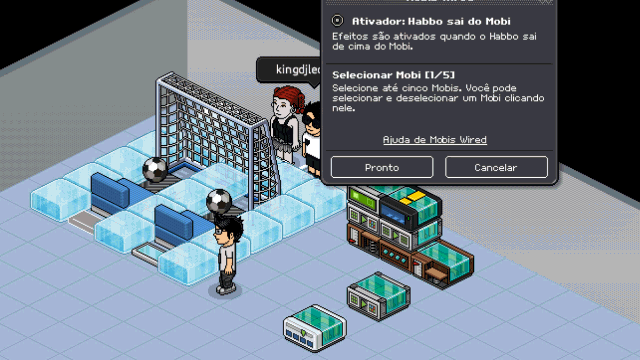 kingdjle
Ativador: Habbo sai do Mobi
Efeitos são ativados quando o Habbo sai
de cima do Mobi.
Selecionar Mobi [1/5]
Selecione até cinco Mobis. Você pode
selecionar e deselecionar um Mobi clicando
nele.
Ajuda de Mobis Wired
Pronto
Cancelar